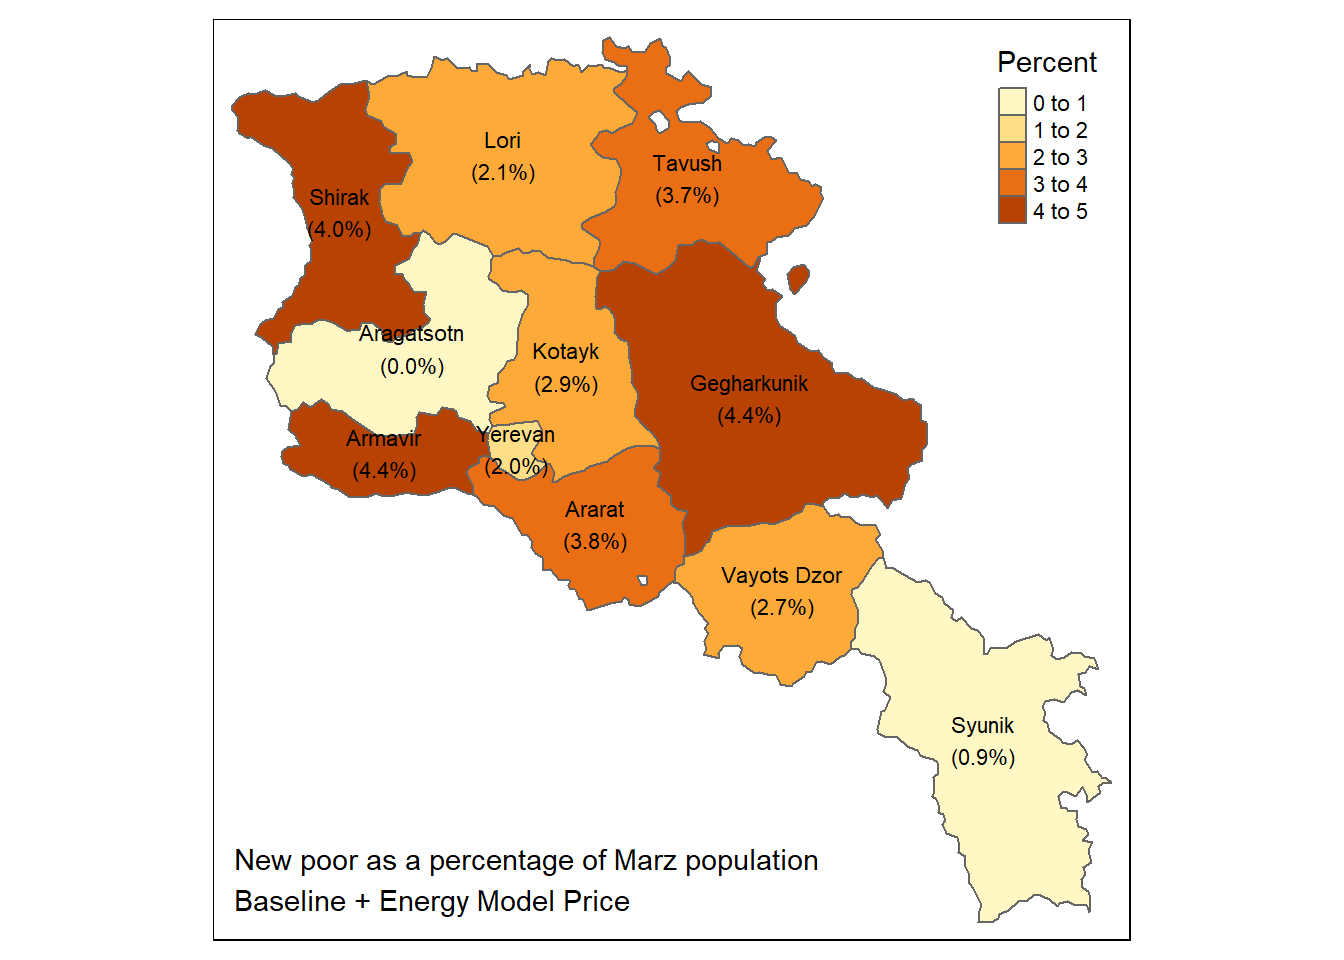 Percent
0 to 1
1 to 2
2 to 3
3 to 4
4 to 5
Lori
(2.1%)
Tavush
(3.7%)
Shirak
(4.0%)
Aragatsotn
(0.0%)
Kotayk
(2.9%)
Gegharkunik
(4.4%)
Armavir
(4.4%)
Yerevan
(2.0%)
Ararat
(3.8%)
Vayots Dzor
(2.7%)
Syunik
(0.9%)
New poor as a percentage of Marz population
Baseline + Energy Model Price